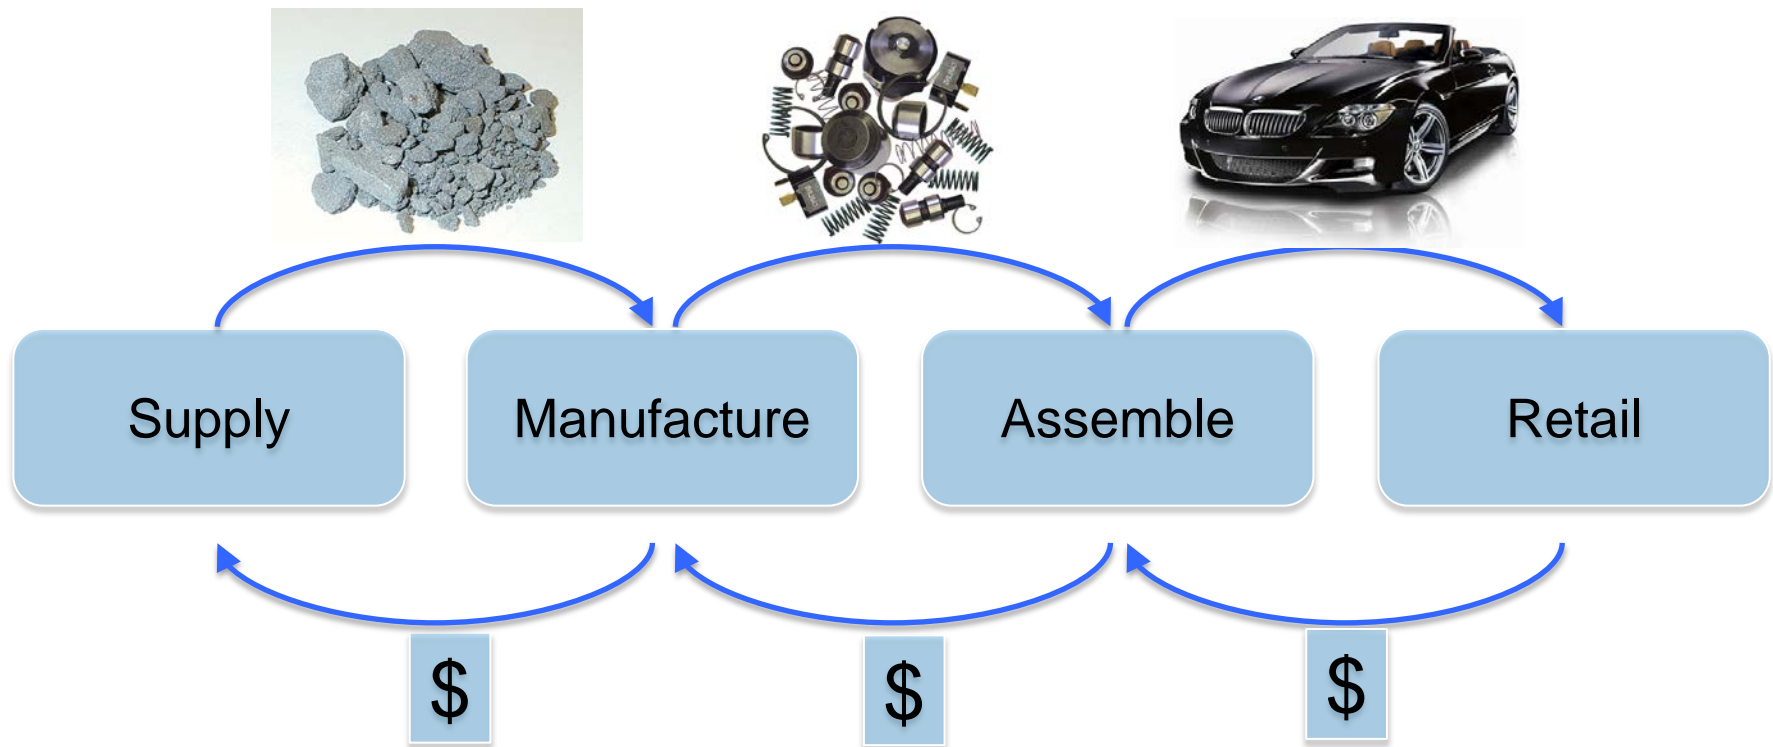 Supply
Manufacture
Assemble
Retail
$
$
$